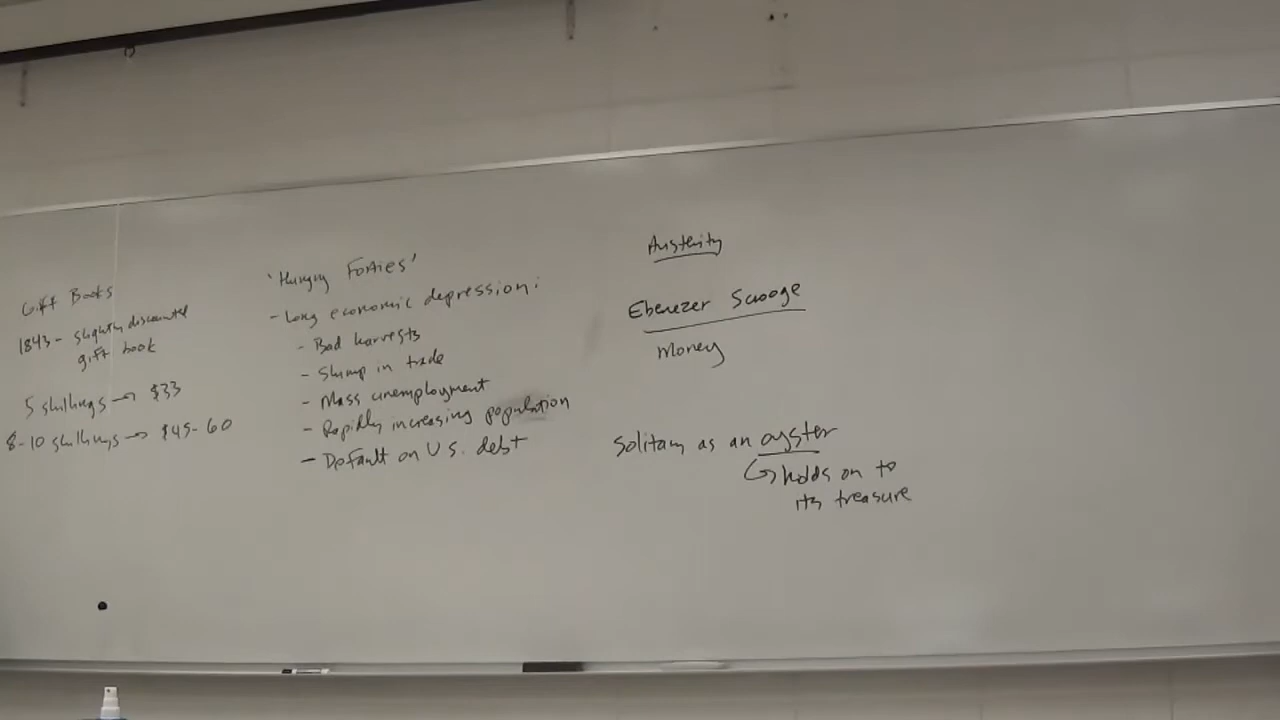 Gift Books
1843 - slightly discounted
gift book
5 shillings → $33
8-10 shillings → $45-60
'Hungry Forties'
- Long economic depression:
- Bad harvests
- Slump in trade
- Mass unemployment
- Rapidly increasing population
- Default on U.S. debt
Austerity
Ebenezer Scrooge
Money
Solitary as an oyster
↳ holds on to
its treasure